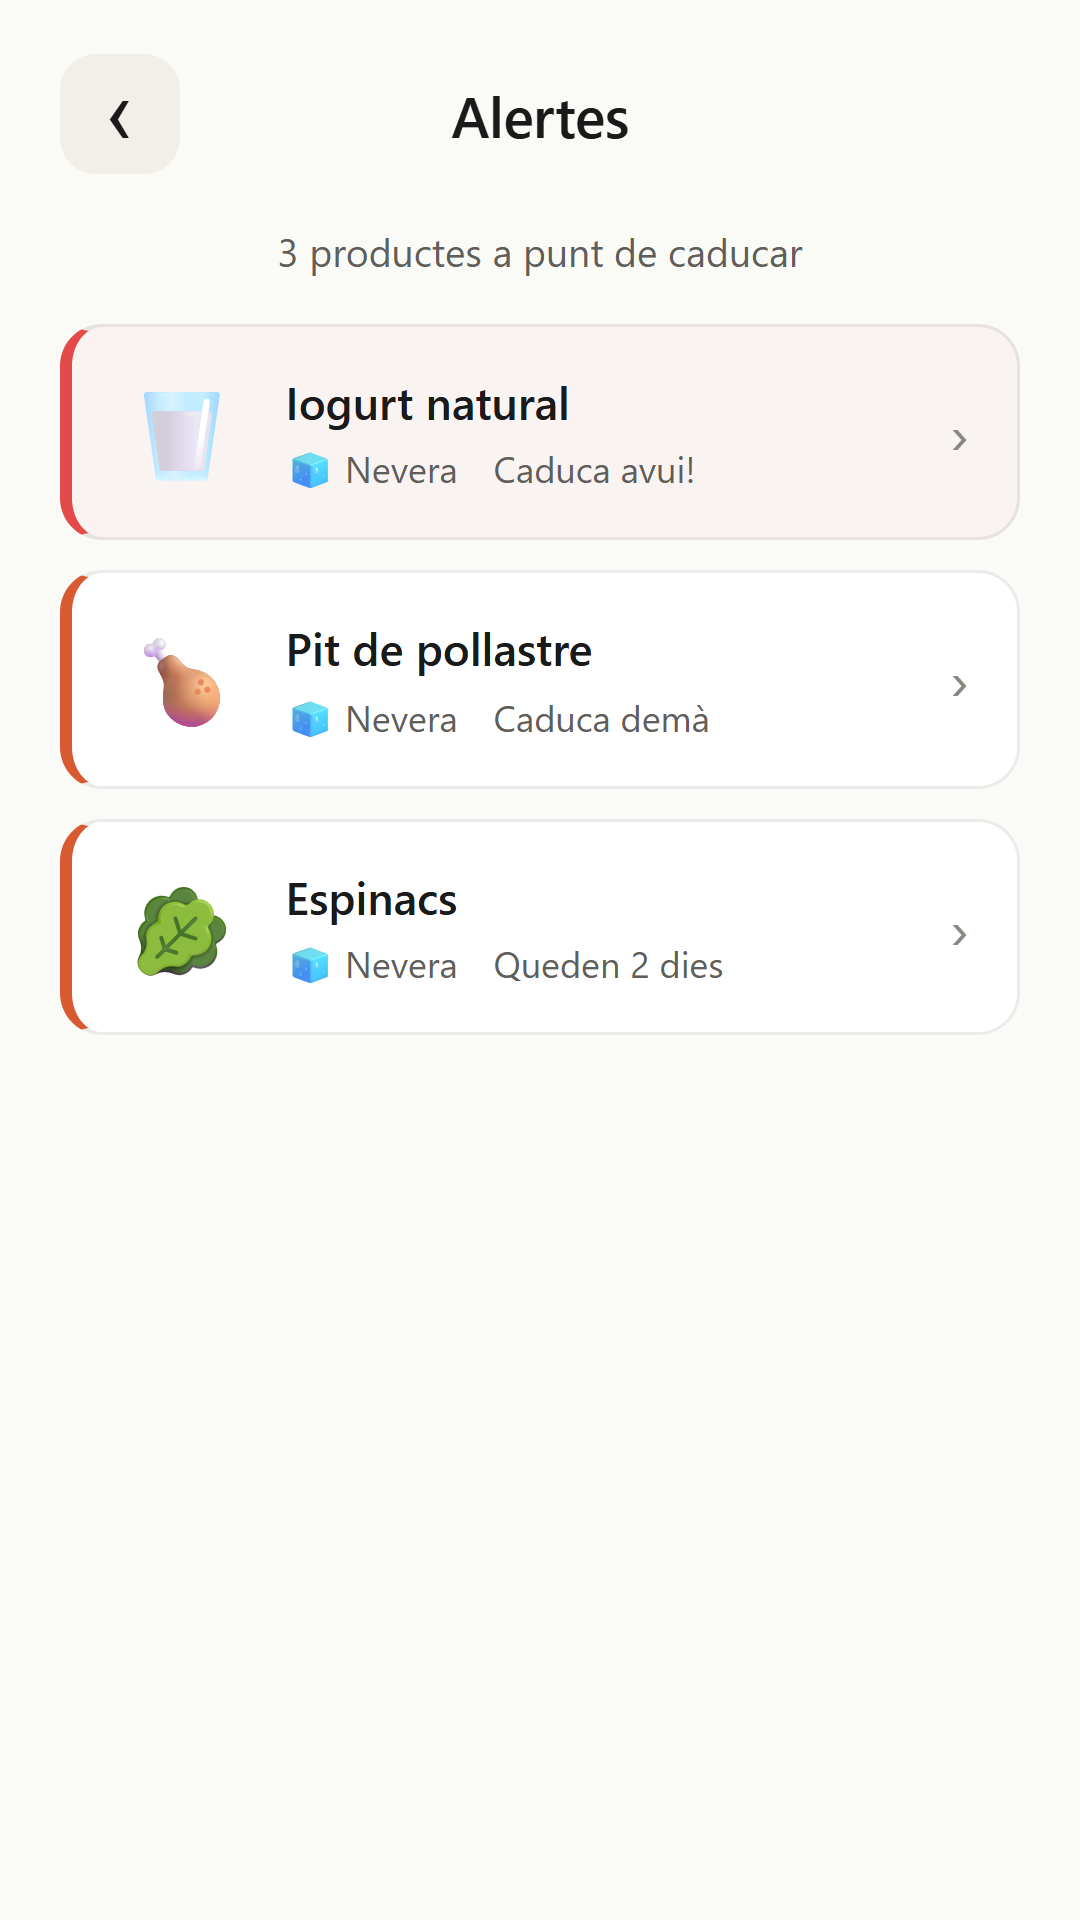 Alertes
3 productes a punt de caducar
Iogurt natural
Nevera Caduca avui!
Pit de pollastre
Nevera Caduca demà
Espinacs
Nevera Queden 2 dies